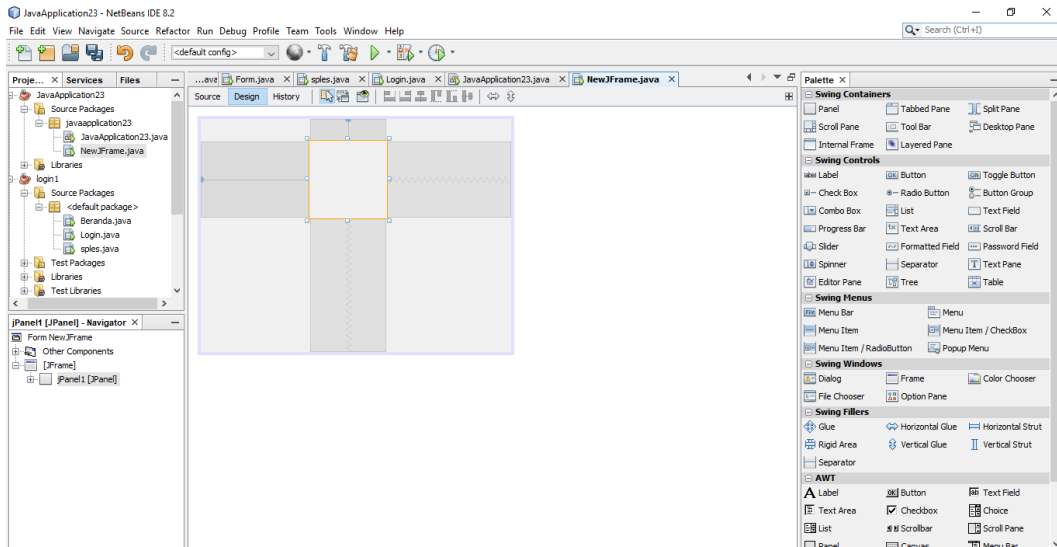 JavaApplication23 - NetBeans IDE 8.2
File Edit View Navigate Source Refactor Run Debug Profile Team Tools Window Help
Search (Ctrl+I)
<default config>
Proje... Services Files
JavaApplication23
Source Packages
javaapplication23
JavaApplication23.java
NewJFrame.java
Libraries
login1
Source Packages
<default package>
Beranda.java
Login.java
sples.java
Test Packages
Libraries
Test Libraries
jPanel1 [JPanel] - Navigator
Form NewJFrame
Other Components
[JFrame]
jPanel1 [JPanel]
...ava Form.java sples.java Login.java JavaApplication23.java NewJFrame.java
Source Design History
Palette
Swing Containers
Panel Tabbed Pane Split Pane
Scroll Pane Tool Bar Desktop Pane
Internal Frame Layered Pane
Swing Controls
label Label OK Button ON Toggle Button
Check Box Radio Button Button Group
Combo Box List Text Field
Progress Bar Text Area Scroll Bar
Slider Formatted Field Password Field
Spinner Separator Text Pane
Editor Pane Tree Table
Swing Menus
Menu Bar Menu
Menu Item Menu Item / CheckBox
Menu Item / RadioButton Popup Menu
Swing Windows
Dialog Frame Color Chooser
File Chooser Option Pane
Swing Fillers
Glue Horizontal Glue Horizontal Strut
Rigid Area Vertical Glue Vertical Strut
Separator
AWT
A Label OK Button Text Field
Text Area Checkbox Choice
List Scrollbar Scroll Pane
Panel Canvas Menu Bar